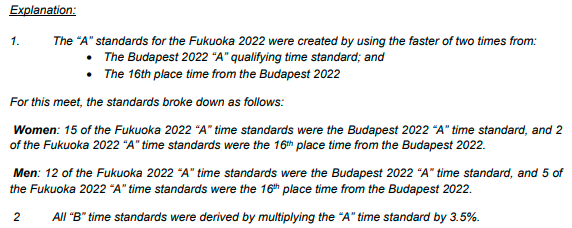 Explanation:
1. The “A” standards for the Fukuoka 2022 were created by using the faster of two times from:
• The Budapest 2022 “A” qualifying time standard; and
• The 16th place time from the Budapest 2022
For this meet, the standards broke down as follows:
Women: 15 of the Fukuoka 2022 “A” time standards were the Budapest 2022 “A” time standard, and 2
of the Fukuoka 2022 “A” time standards were the 16th place time from the Budapest 2022.
Men: 12 of the Fukuoka 2022 “A” time standards were the Budapest 2022 “A” time standard, and 5 of
the Fukuoka 2022 “A” time standards were the 16th place time from the Budapest 2022.
2 All “B” time standards were derived by multiplying the “A” time standard by 3.5%.